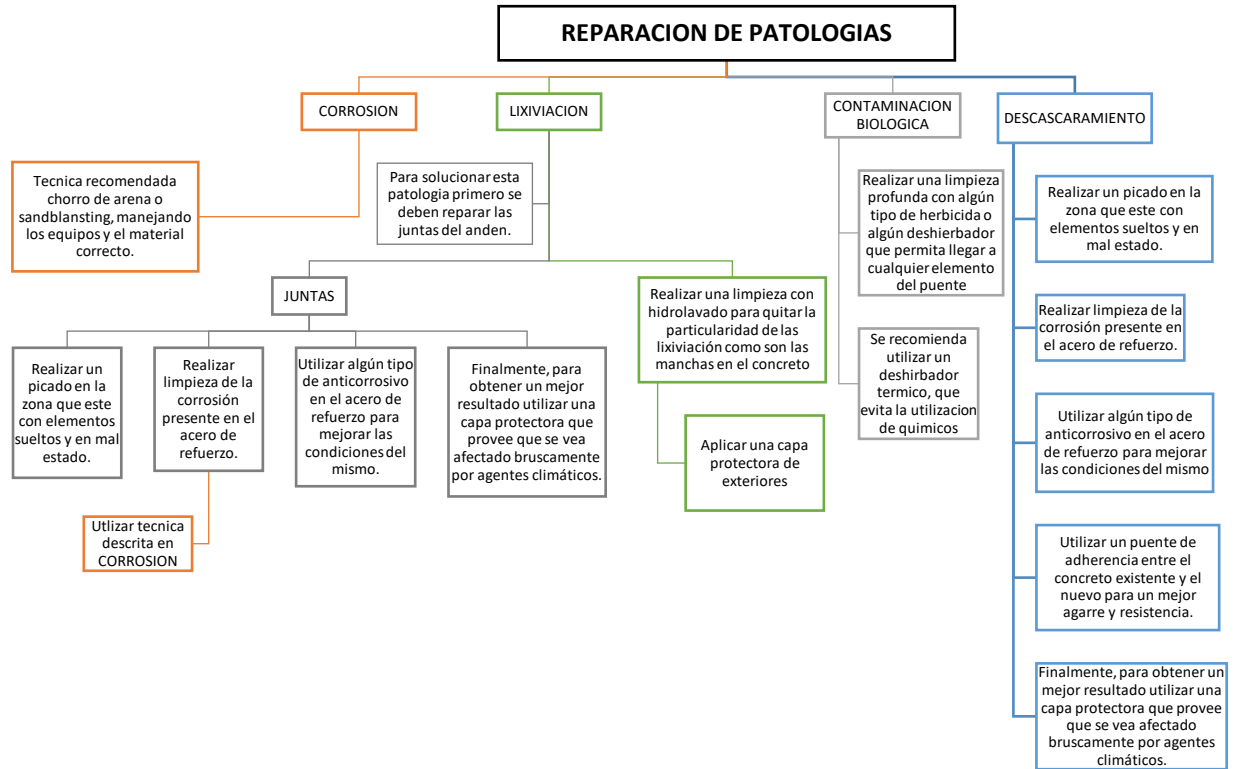 REPARACION DE PATOLOGIAS
CORROSION
Tecnica recomendada
chorro de arena o
sandblansting, manejando
los equipos y el material
correcto.
LIXIVIACION
Para solucionar esta
patologia primero se
deben reparar las
juntas del anden.
JUNTAS
Realizar un
picado en la
zona que este
con elementos
sueltos y en mal
estado.
Realizar
limpieza de la
corrosión
presente en el
acero de
refuerzo.
Utlizar tecnica
descrita en
CORROSION
Utilizar algún tipo
de anticorrosivo
en el acero de
refuerzo para
mejorar las
condiciones del
mismo.
Finalmente, para
obtener un mejor
resultado utilizar una
capa protectora que
provee que se vea
afectado bruscamente
por agentes climáticos.
Realizar una limpieza con
hidrolavado para quitar la
particularidad de las
lixiviación como son las
manchas en el concreto
Aplicar una capa
protectora de
exteriores
CONTAMINACION
BIOLOGICA
Realizar una limpieza
profunda con algún
tipo de herbicida o
algún deshierbador
que permita llegar a
cualquier elemento
del puente
Se recomienda
utilizar un
deshirbador
termico, que
evita la utilizacion
de quimicos
DESCASCARAMIENTO
Realizar un picado en la
zona que este con
elementos sueltos y en
mal estado.
Realizar limpieza de la
corrosión presente en
el acero de refuerzo.
Utilizar algún tipo de
anticorrosivo en el acero
de refuerzo para mejorar
las condiciones del mismo
Utilizar un puente de
adherencia entre el
concreto existente y el
nuevo para un mejor
agarre y resistencia.
Finalmente, para obtener un
mejor resultado utilizar una
capa protectora que provee
que se vea afectado
bruscamente por agentes
climáticos.